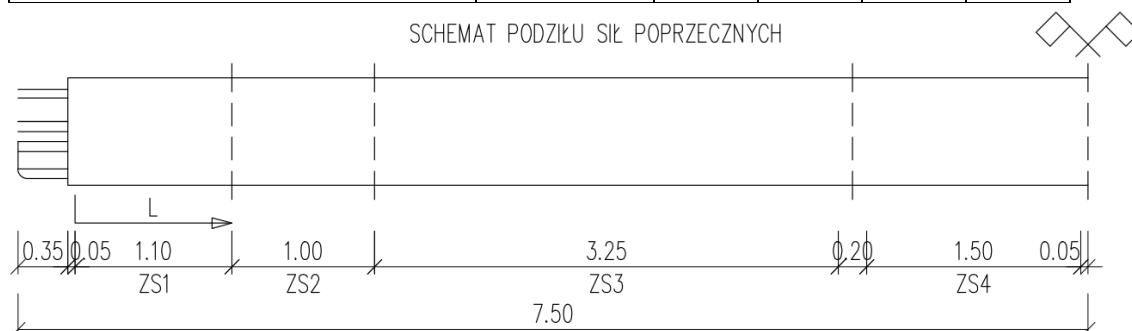 SCHEMAT PODZIŁU SIŁ POPRZECZNYCH
L
0.35 0.05 1.10 1.00 3.25 0.20 1.50 0.05
ZS1 ZS2 ZS3 ZS4
7.50